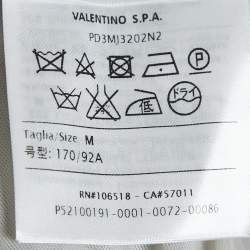 VALENTINO S.P.A.
PD3MJ3202N2
低 ドライ
Taglia/Size: M
号型: 170/92A
RN#106518 - CA#57011
P52100191-0001-0072-00086